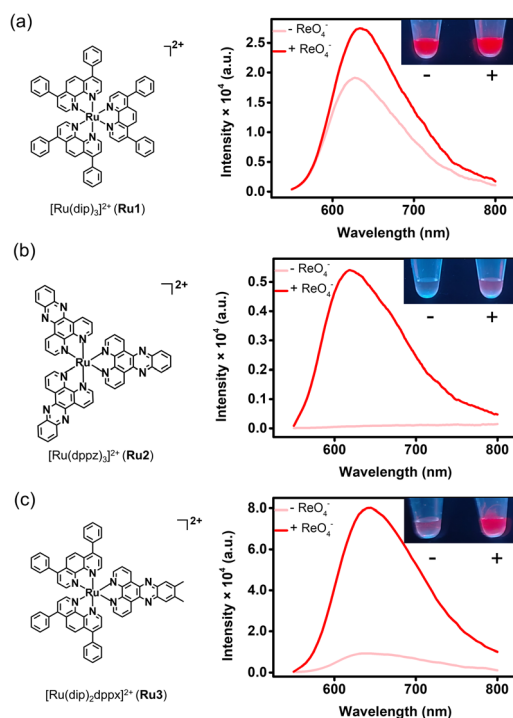 (a)
]2+
N N N N N N
Ru
[Ru(dip)3]2+ (Ru1)
Intensity × 10^4 (a.u.)
2.5
2.0
1.5
1.0
0.5
0.0
600 700 800
Wavelength (nm)
- ReO4-
+ ReO4-
- +
(b)
]2+
N N N N N N N N N N N N
Ru
[Ru(dppz)3]2+ (Ru2)
Intensity × 10^4 (a.u.)
0.5
0.4
0.3
0.2
0.1
0.0
600 700 800
Wavelength (nm)
- ReO4-
+ ReO4-
- +
(c)
]2+
N N N N N N N N
Ru
[Ru(dip)2dppx]2+ (Ru3)
Intensity × 10^4 (a.u.)
8.0
6.0
4.0
2.0
0.0
600 700 800
Wavelength (nm)
- ReO4-
+ ReO4-
- +